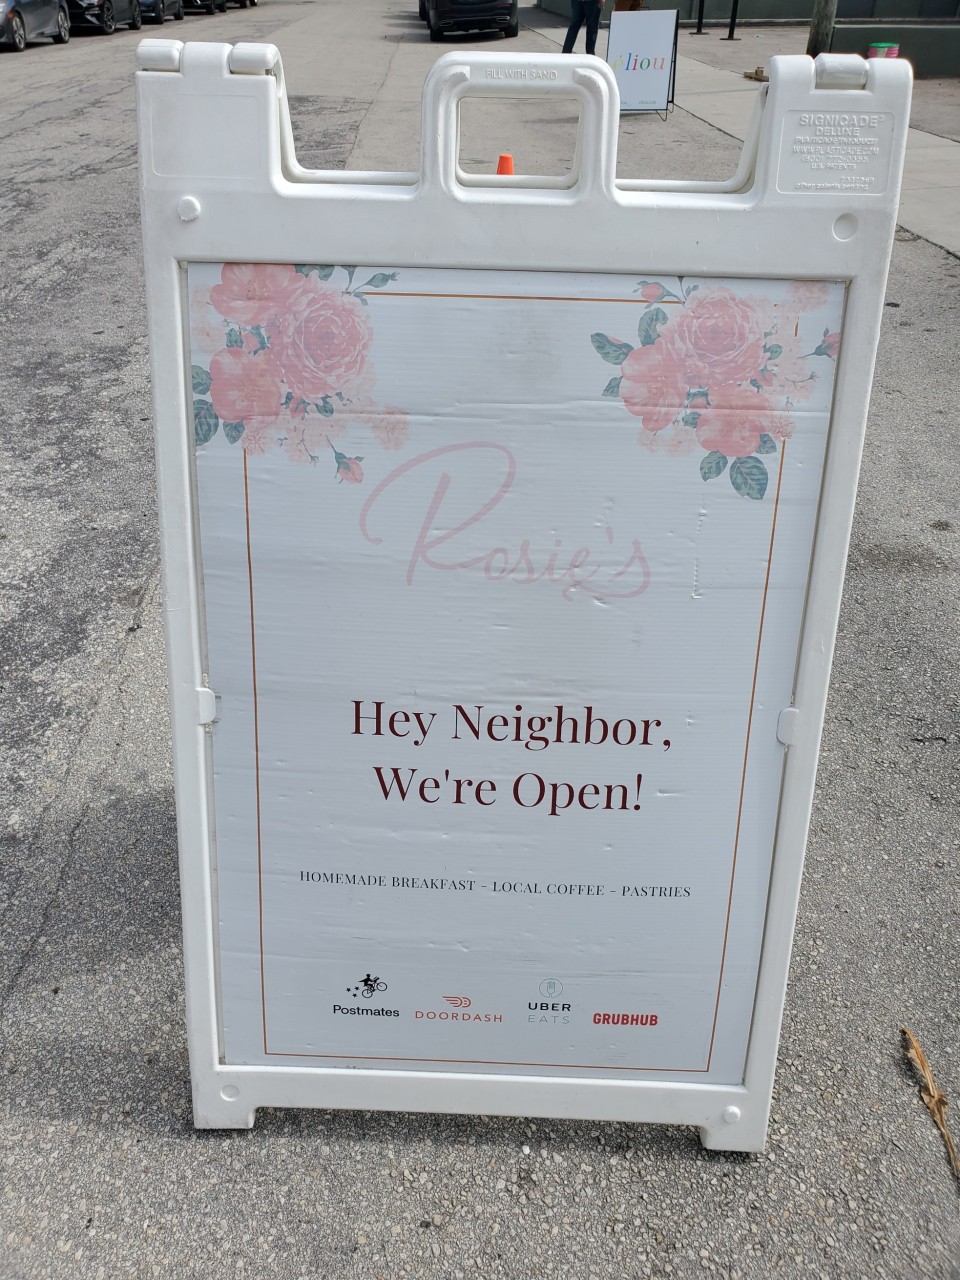 FILL WITH SAND
liou
SIGNICADE
DELUXE
Rosie's
Hey Neighbor,
We're Open!
HOMEMADE BREAKFAST - LOCAL COFFEE - PASTRIES
Postmates
DOORDASH
UBER
EATS
GRUBHUB